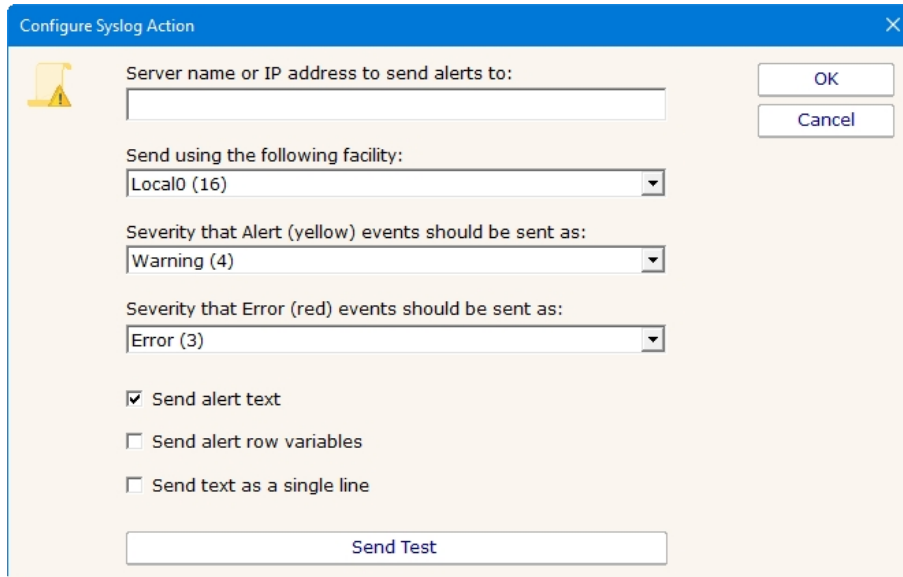 Configure Syslog Action
Server name or IP address to send alerts to:
OK
Cancel
Send using the following facility:
Local0 (16)
Severity that Alert (yellow) events should be sent as:
Warning (4)
Severity that Error (red) events should be sent as:
Error (3)
Send alert text
Send alert row variables
Send text as a single line
Send Test